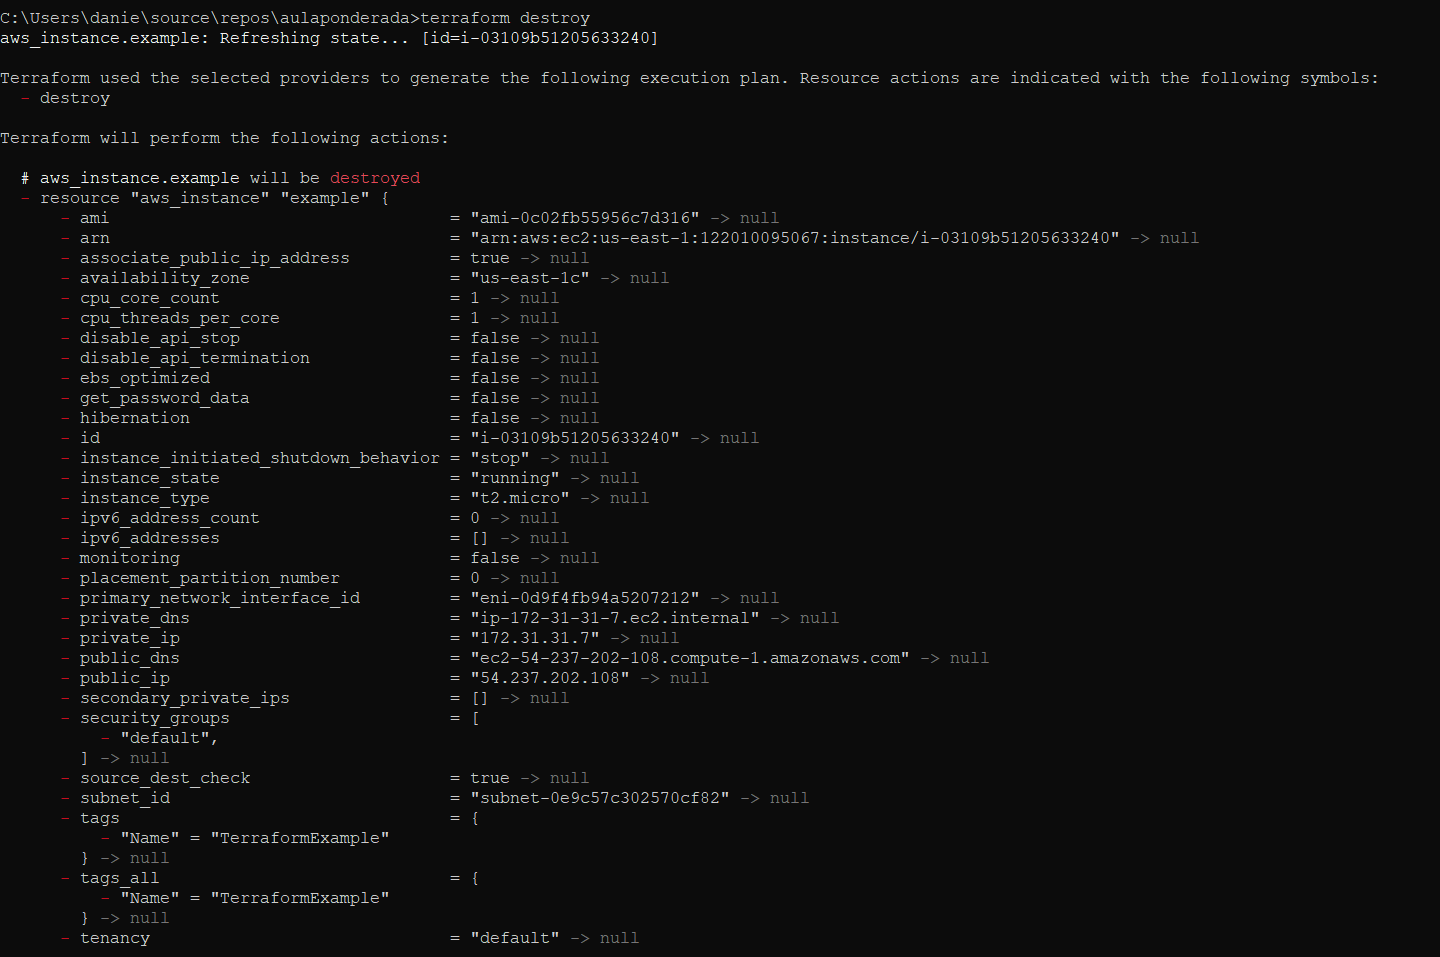 C:\Users\danie\source\repos\aulaponderada>terraform destroy
aws_instance.example: Refreshing state... [id=i-03109b51205633240]
Terraform used the selected providers to generate the following execution plan. Resource actions are indicated with the following symbols:
  - destroy
Terraform will perform the following actions:
  # aws_instance.example will be destroyed
  - resource "aws_instance" "example" {
      - ami                                  = "ami-0c02fb55956c7d316" -> null
      - arn                                  = "arn:aws:ec2:us-east-1:122010095067:instance/i-03109b51205633240" -> null
      - associate_public_ip_address          = true -> null
      - availability_zone                    = "us-east-1c" -> null
      - cpu_core_count                       = 1 -> null
      - cpu_threads_per_core                 = 1 -> null
      - disable_api_stop                     = false -> null
      - disable_api_termination              = false -> null
      - ebs_optimized                        = false -> null
      - get_password_data                    = false -> null
      - hibernation                          = false -> null
      - id                                   = "i-03109b51205633240" -> null
      - instance_initiated_shutdown_behavior = "stop" -> null
      - instance_state                       = "running" -> null
      - instance_type                        = "t2.micro" -> null
      - ipv6_address_count                   = 0 -> null
      - ipv6_addresses                       = [] -> null
      - monitoring                           = false -> null
      - placement_partition_number           = 0 -> null
      - primary_network_interface_id         = "eni-0d9f4fb94a5207212" -> null
      - private_dns                          = "ip-172-31-31-7.ec2.internal" -> null
      - private_ip                           = "172.31.31.7" -> null
      - public_dns                           = "ec2-54-237-202-108.compute-1.amazonaws.com" -> null
      - public_ip                            = "54.237.202.108" -> null
      - secondary_private_ips                = [] -> null
      - security_groups                      = [
          - "default",
        ] -> null
      - source_dest_check                    = true -> null
      - subnet_id                            = "subnet-0e9c57c302570cf82" -> null
      - tags                                 = {
          - "Name" = "TerraformExample"
        } -> null
      - tags_all                             = {
          - "Name" = "TerraformExample"
        } -> null
      - tenancy                              = "default" -> null